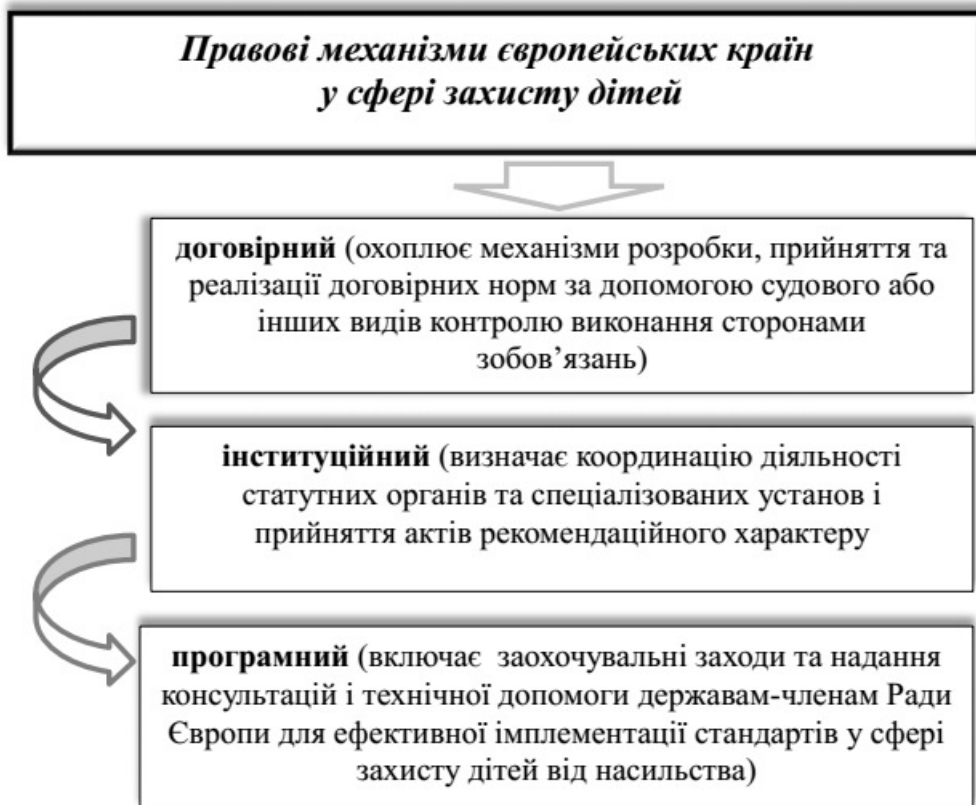 Правові механізми європейських країн
у сфері захисту дітей
договірний (охоплює механізми розробки, прийняття та
реалізації договірних норм за допомогою судового або
інших видів контролю виконання сторонами
зобов’язань)
інституційний (визначає координацію діяльності
статутних органів та спеціалізованих установ і
прийняття актів рекомендаційного характеру
програмний (включає заохочувальні заходи та надання
консультацій і технічної допомоги державам-членам Ради
Європи для ефективної імплементації стандартів у сфері
захисту дітей від насильства)